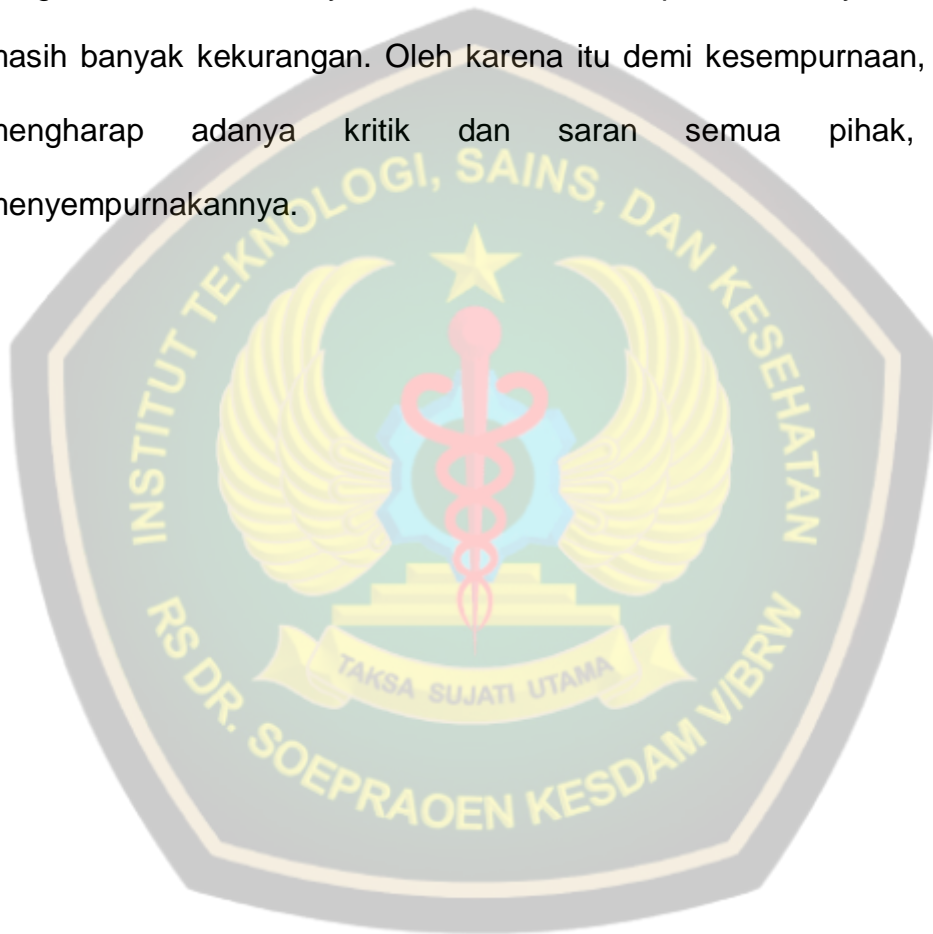 masih banyak kekurangan. Oleh karena itu demi kesempurnaan,
mengharap adanya kritik dan saran semua pihak,
menyempurnakannya.
INSTITUT TEKNOLOGI, SAINS, DAN KESEHATAN
TAKSA SUJATI UTAMA
RS DR. SOEPRAOEN KESDAM V/BRW